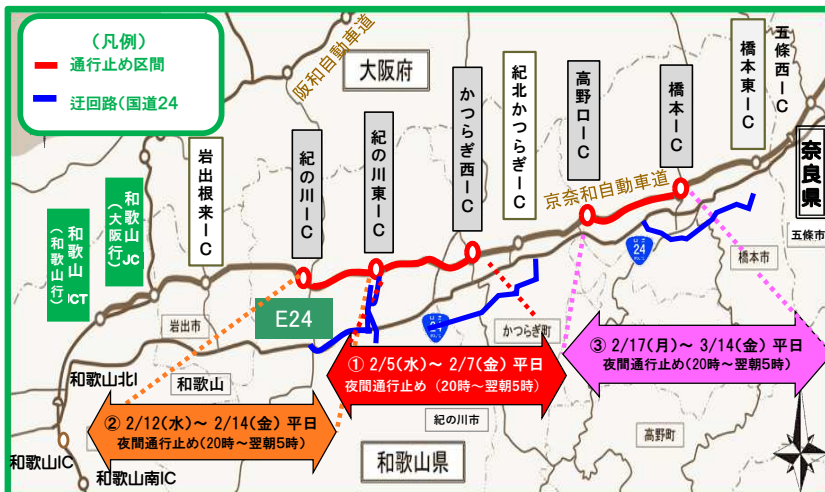 (凡例)
通行止め区間
迂回路(国道24
阪和自動車道
大阪府
和歌山ICT
(和歌山行)
和歌山JC
(大阪行)
岩出根来IC
紀の川IC
紀の川東IC
かつらぎ西IC
紀北かつらぎIC
高野口IC
橋本IC
橋本東IC
五條西IC
奈良県
京奈和自動車道
五條市
橋本市
24
E24
岩出市
かつらぎ町
和歌山北I
和歌山
① 2/5(水)~ 2/7(金) 平日
夜間通行止め (20時~翌朝5時)
② 2/12(水)~ 2/14(金) 平日
夜間通行止め(20時~翌朝5時)
③ 2/17(月)~ 3/14(金) 平日
夜間通行止め(20時~翌朝5時)
紀の川市
高野町
和歌山IC
和歌山南IC
和歌山県